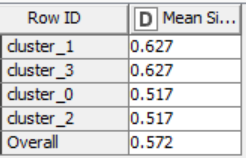 Row ID D Mean Si...
cluster_1 0.627
cluster_3 0.627
cluster_0 0.517
cluster_2 0.517
Overall 0.572